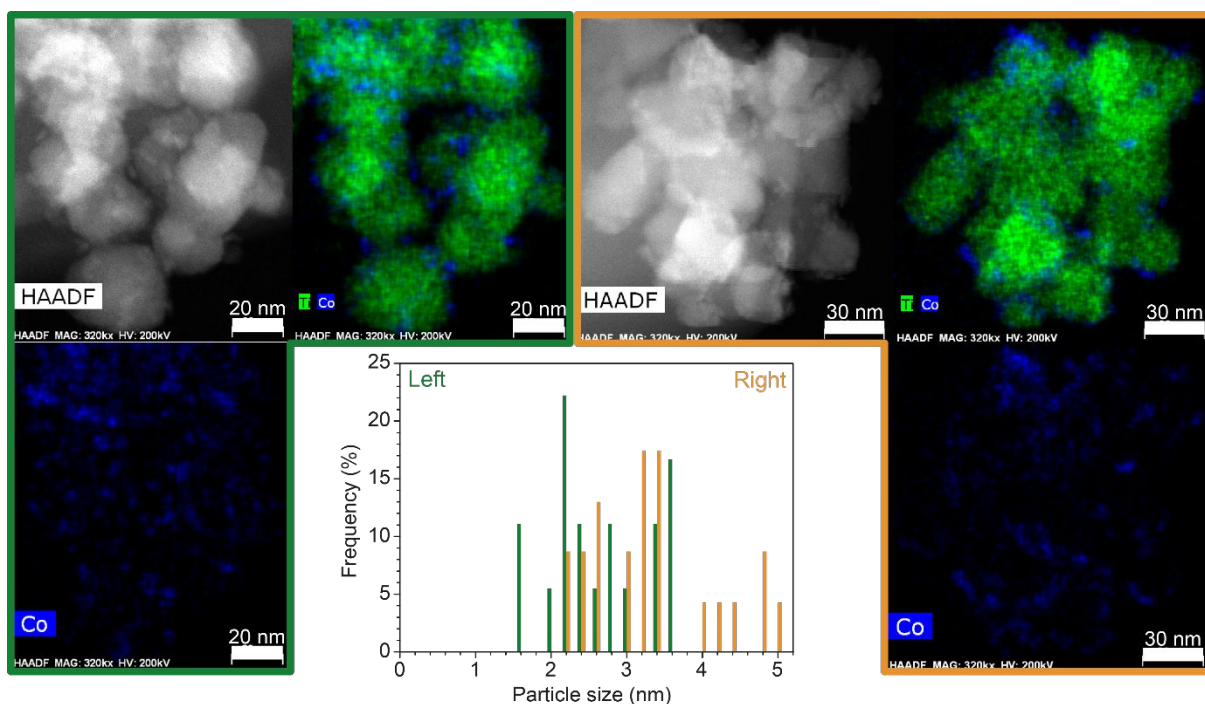 HAADF
20 nm
HAADF MAG: 320kx HV: 200kV
Co
20 nm
HAADF MAG: 320kx HV: 200kV
HAADF
30 nm
HAADF MAG: 320kx HV: 200kV
Co
30 nm
HAADF MAG: 320kx HV: 200kV
Co
20 nm
HAADF MAG: 320kx HV: 200kV
Left
Right
Frequency (%)
25
20
15
10
5
0
0 1 2 3 4 5
Particle size (nm)
Co
30 nm
HAADF MAG: 320kx HV: 200kV